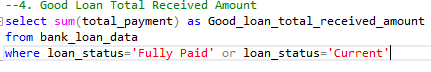 --4. Good Loan Total Received Amount
select sum(total_payment) as Good_loan_total_received_amount
from bank_loan_data
where loan_status='Fully Paid' or loan_status='Current'